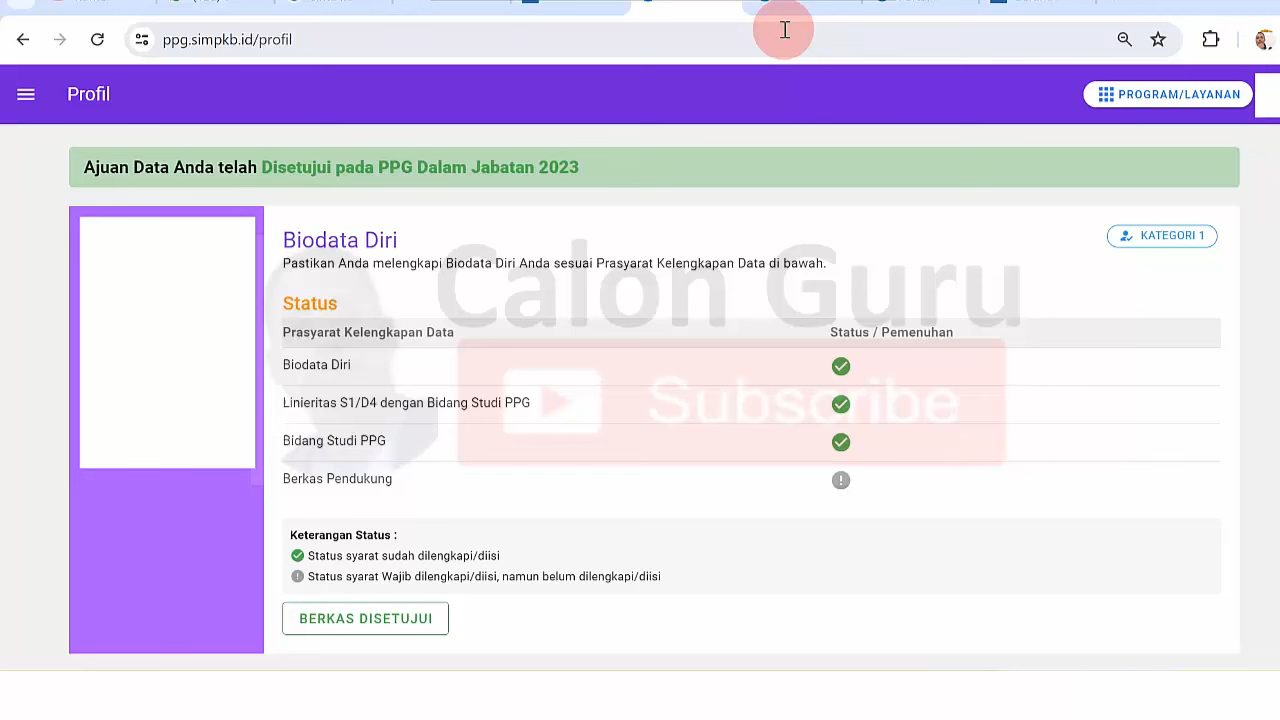 ppg.simpkb.id/profil
Profil
PROGRAM/LAYANAN
Ajuan Data Anda telah Disetujui pada PPG Dalam Jabatan 2023
Biodata Diri
KATEGORI 1
Pastikan Anda melengkapi Biodata Diri Anda sesuai Prasyarat Kelengkapan Data di bawah.
Calon Guru
Status
Prasyarat Kelengkapan Data Status / Pemenuhan
Biodata Diri
Linieritas S1/D4 dengan Bidang Studi PPG
Subscribe
Bidang Studi PPG
Berkas Pendukung
Keterangan Status :
Status syarat sudah dilengkapi/diisi
Status syarat Wajib dilengkapi/diisi, namun belum dilengkapi/diisi
BERKAS DISETUJUI